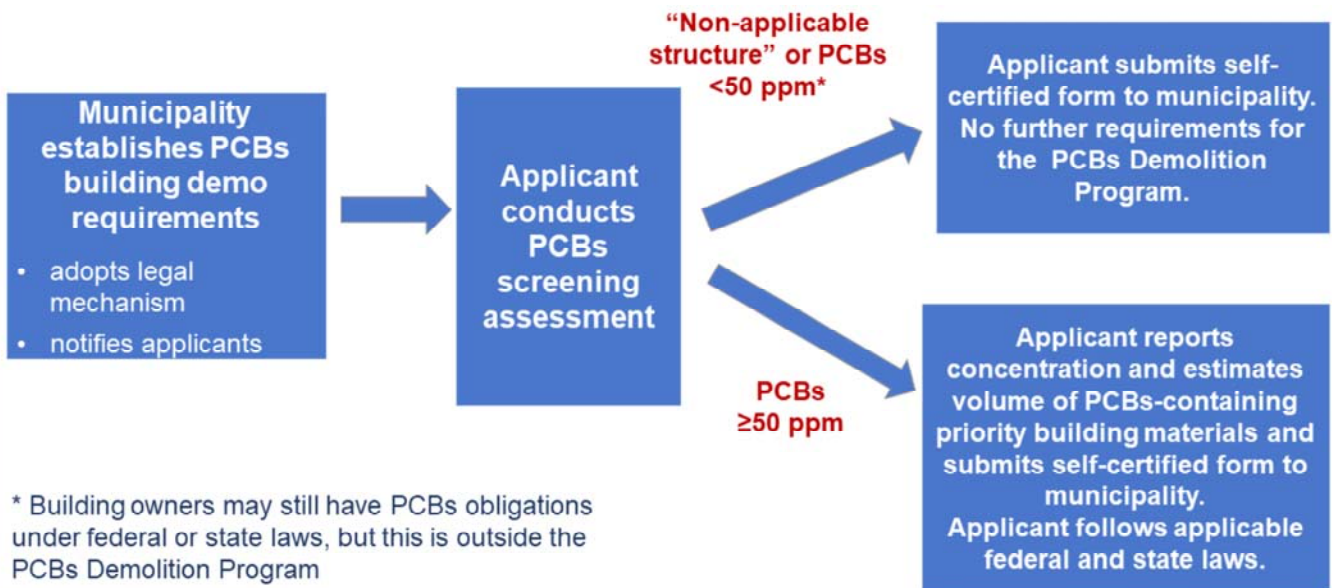 Municipality
establishes PCBs
building demo
requirements
• adopts legal
mechanism
• notifies applicants
Applicant
conducts
PCBs
screening
assessment
“Non-applicable
structure” or PCBs
<50 ppm*
Applicant submits self-
certified form to municipality.
No further requirements for
the PCBs Demolition
Program.
PCBs
≥50 ppm
Applicant reports
concentration and estimates
volume of PCBs-containing
priority building materials and
submits self-certified form to
municipality.
Applicant follows applicable
federal and state laws.
* Building owners may still have PCBs obligations
under federal or state laws, but this is outside the
PCBs Demolition Program